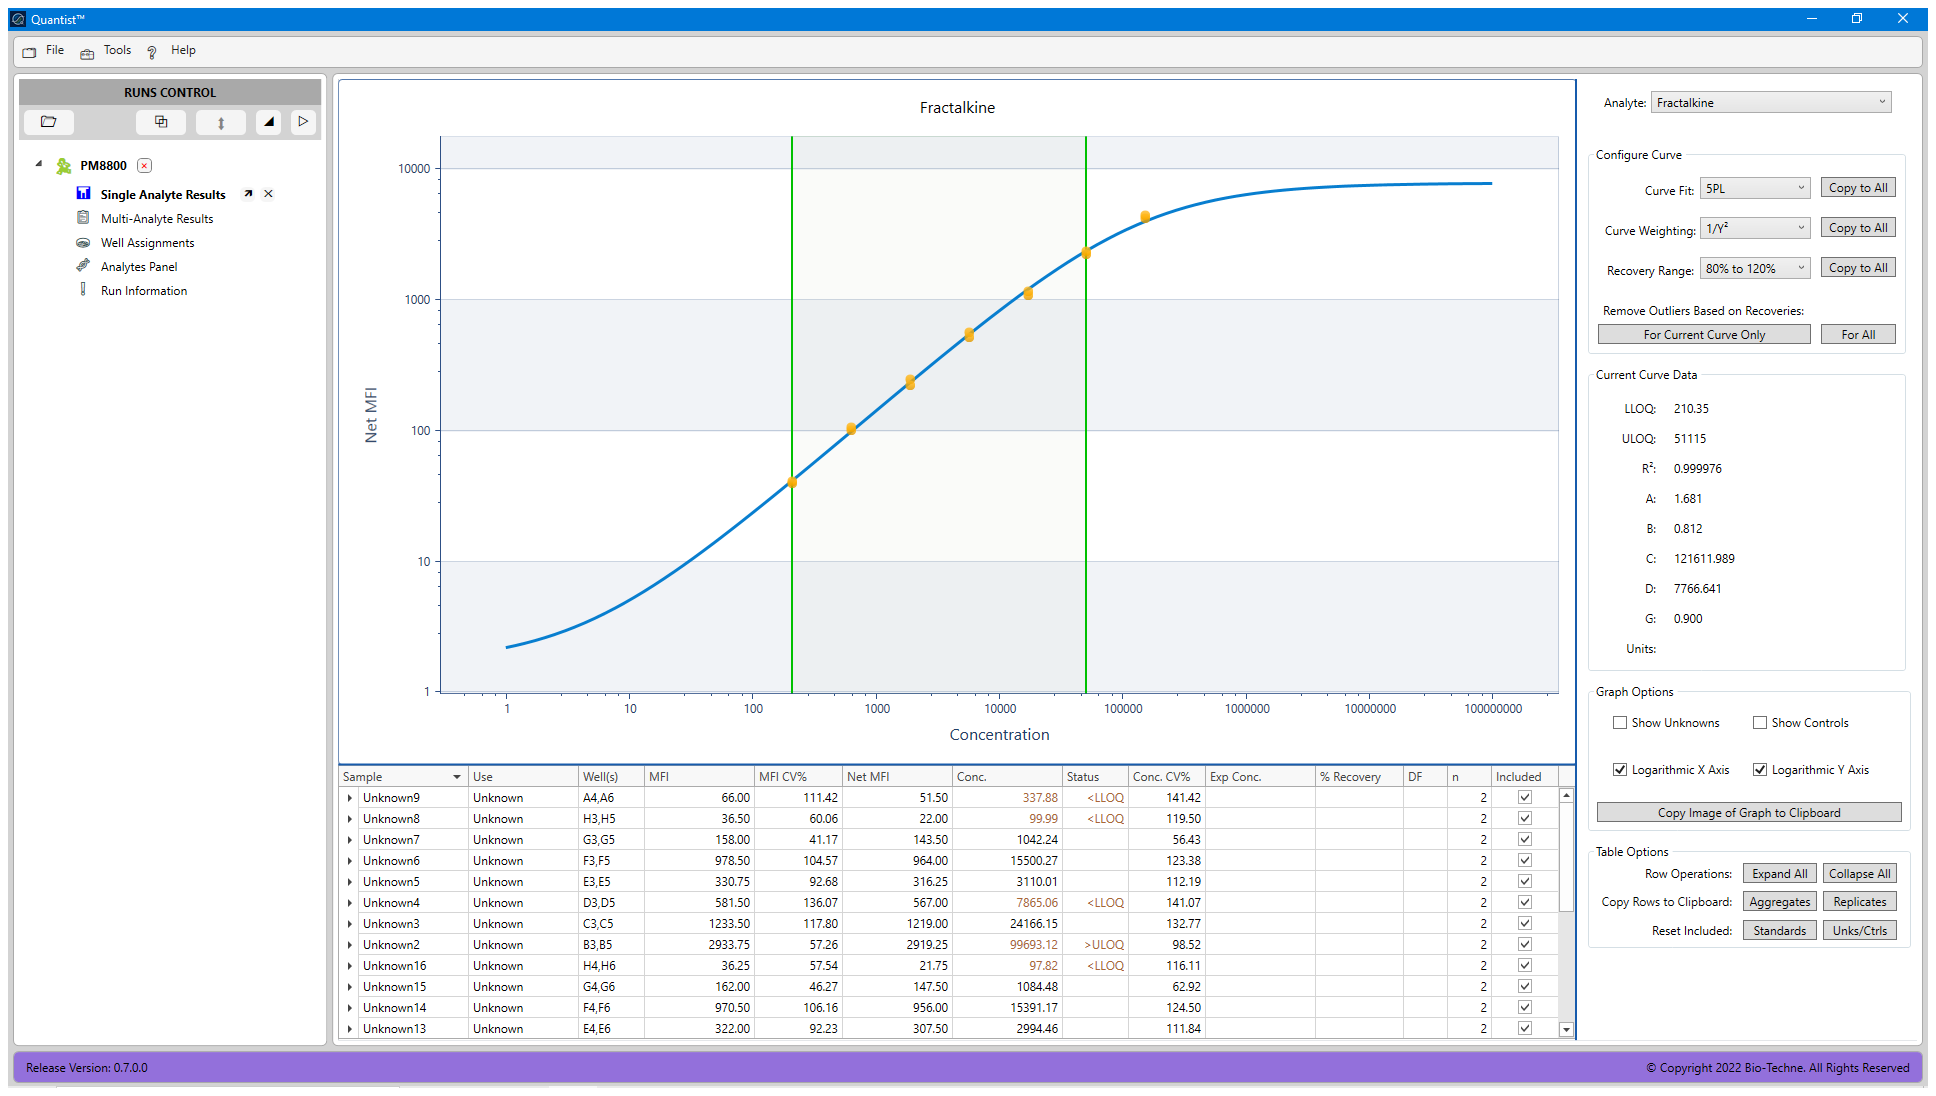 Quantist™
File Tools Help
RUNS CONTROL
PM8800
Single Analyte Results
Multi-Analyte Results
Well Assignments
Analytes Panel
Run Information
Fractalkine
Net MFI
10000
1000
100
10
1
1 10 100 1000 10000 100000 1000000 10000000 100000000
Concentration
Sample Use Well(s) MFI MFI CV% Net MFI Conc. Status Conc. CV% Exp Conc. % Recovery DF n Included
Unknown9 Unknown A4,A6 66.00 111.42 51.50 337.88 <LLOQ 141.42 2
Unknown8 Unknown H3,H5 36.50 60.06 22.00 99.99 <LLOQ 119.50 2
Unknown7 Unknown G3,G5 158.00 41.17 143.50 1042.24 56.43 2
Unknown6 Unknown F3,F5 978.50 104.57 964.00 15500.27 123.38 2
Unknown5 Unknown E3,E5 330.75 92.68 316.25 3110.01 112.19 2
Unknown4 Unknown D3,D5 581.50 136.07 567.00 7865.06 <LLOQ 141.07 2
Unknown3 Unknown C3,C5 1233.50 117.80 1219.00 24166.15 132.77 2
Unknown2 Unknown B3,B5 2933.75 57.26 2919.25 99693.12 >ULOQ 98.52 2
Unknown16 Unknown H4,H6 36.25 57.54 21.75 97.82 <LLOQ 116.11 2
Unknown15 Unknown G4,G6 162.00 46.27 147.50 1084.48 62.92 2
Unknown14 Unknown F4,F6 970.50 106.16 956.00 15391.17 124.50 2
Unknown13 Unknown E4,E6 322.00 92.23 307.50 2994.46 111.84 2
Analyte: Fractalkine
Configure Curve
Curve Fit: 5PL Copy to All
Curve Weighting: 1/Y² Copy to All
Recovery Range: 80% to 120% Copy to All
Remove Outliers Based on Recoveries:
For Current Curve Only For All
Current Curve Data
LLOQ: 210.35
ULOQ: 51115
R²: 0.999976
A: 1.681
B: 0.812
C: 121611.989
D: 7766.641
G: 0.900
Units:
Graph Options
Show Unknowns Show Controls
Logarithmic X Axis Logarithmic Y Axis
Copy Image of Graph to Clipboard
Table Options
Row Operations: Expand All Collapse All
Copy Rows to Clipboard: Aggregates Replicates
Reset Included: Standards Unks/Ctrls
Release Version: 0.7.0.0
© Copyright 2022 Bio-Techne. All Rights Reserved